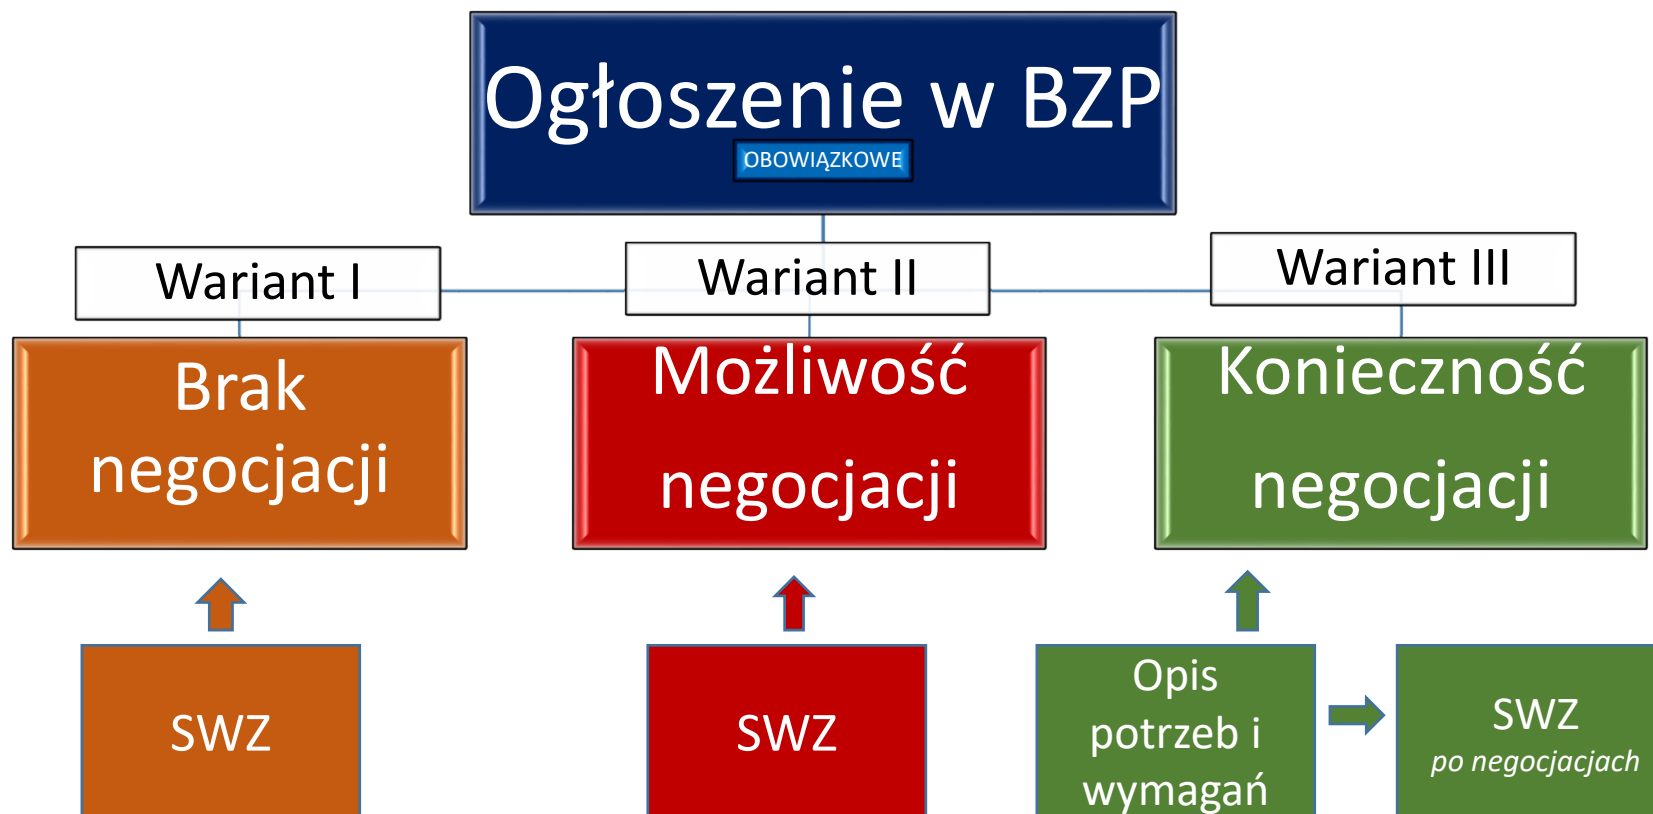 Ogłoszenie w BZP
OBOWIĄZKOWE
Wariant I
Wariant II
Wariant III
Brak
negocjacji
Możliwość
negocjacji
Konieczność
negocjacji
SWZ
SWZ
Opis
potrzeb i
wymagań
SWZ
po negocjacjach